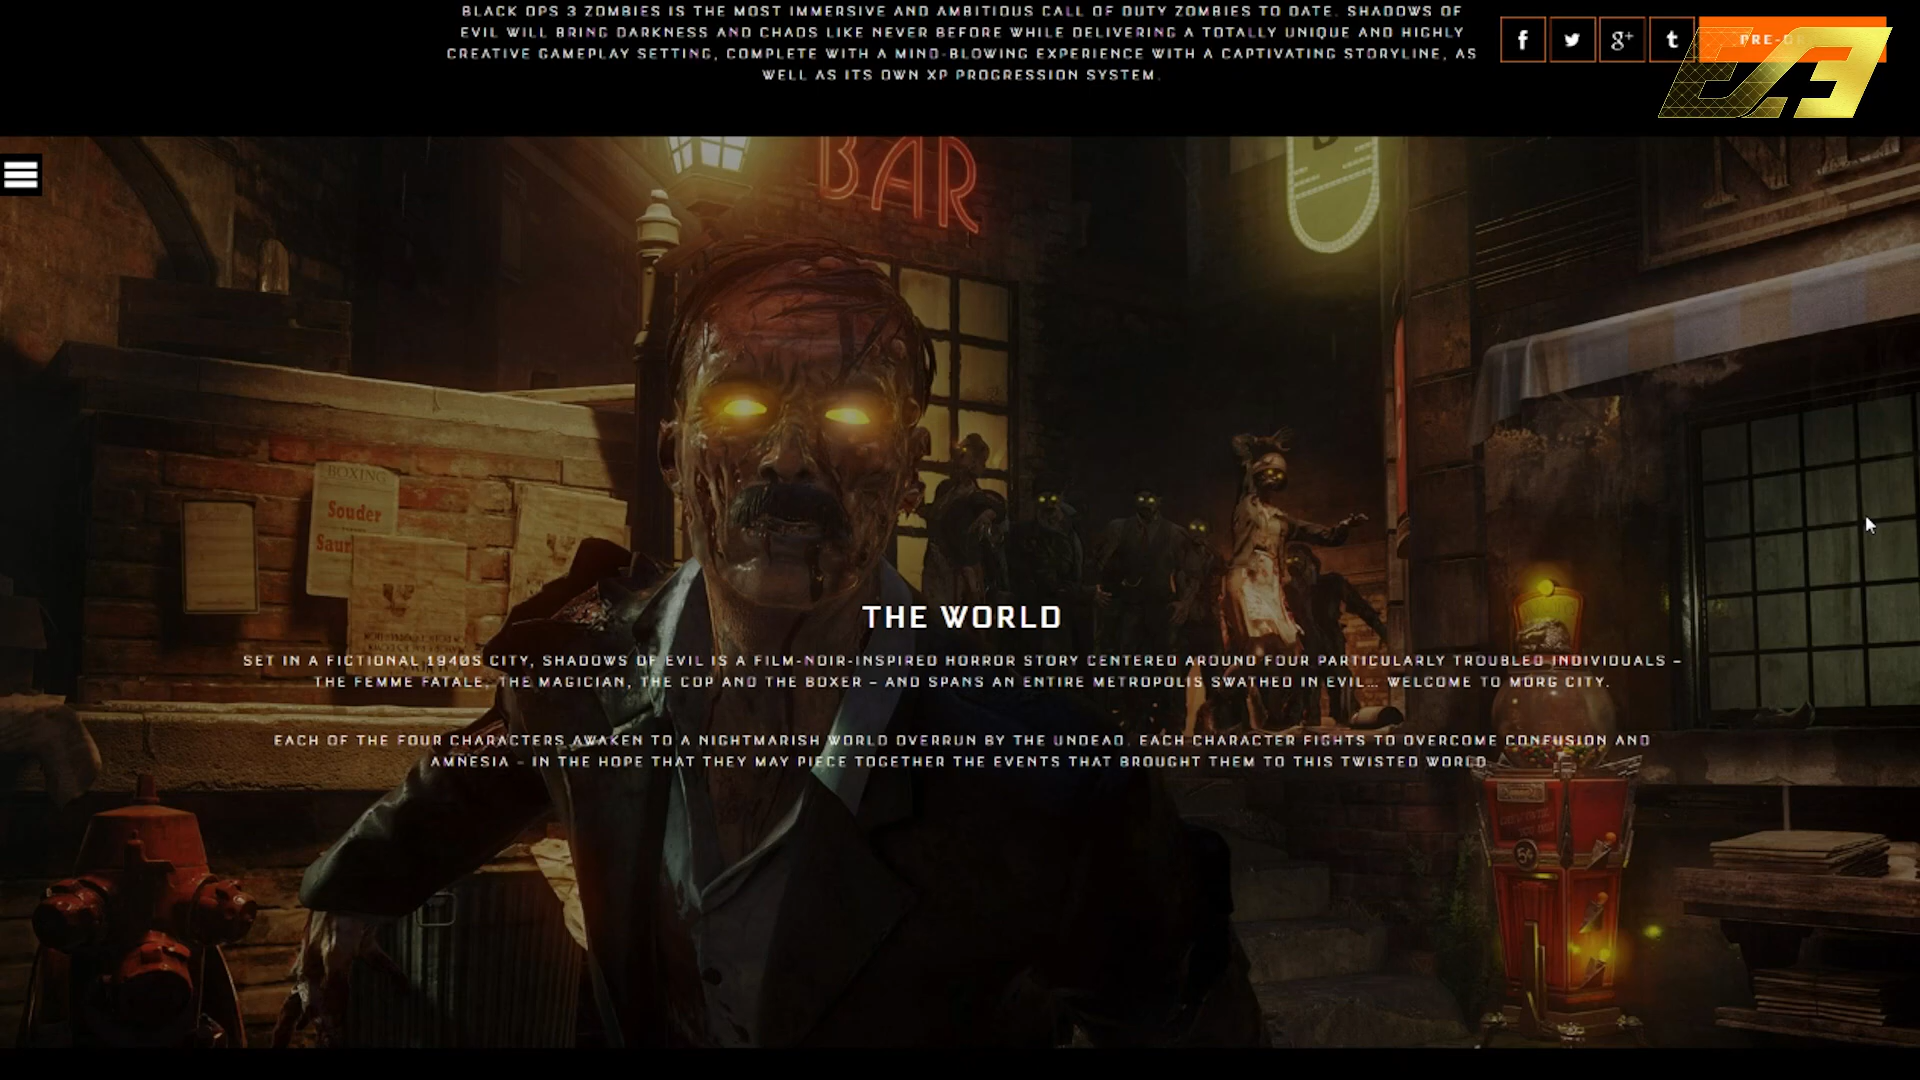 BLACK OPS 3 ZOMBIES IS THE MOST IMMERSIVE AND AMBITIOUS CALL OF DUTY ZOMBIES TO DATE. SHADOWS OF
EVIL WILL BRING DARKNESS AND CHAOS LIKE NEVER BEFORE WHILE DELIVERING A TOTALLY UNIQUE AND HIGHLY
CREATIVE GAMEPLAY SETTING, COMPLETE WITH A MIND-BLOWING EXPERIENCE WITH A CAPTIVATING STORYLINE, AS
WELL AS ITS OWN XP PROGRESSION SYSTEM.
f
g+
t
PRE-
BAR
BOXING
Souder
THE WORLD
SET IN A FICTIONAL 1940S CITY, SHADOWS OF EVIL IS A FILM-NOIR-INSPIRED HORROR STORY CENTERED AROUND FOUR PARTICULARLY TROUBLED INDIVIDUALS –
THE FEMME FATALE, THE MAGICIAN, THE COP AND THE BOXER – AND SPANS AN ENTIRE METROPOLIS SWATHED IN EVIL... WELCOME TO MORG CITY.
EACH OF THE FOUR CHARACTERS AWAKEN TO A NIGHTMARISH WORLD OVERRUN BY THE UNDEAD. EACH CHARACTER FIGHTS TO OVERCOME CONFUSION AND
AMNESIA – IN THE HOPE THAT THEY MAY PIECE TOGETHER THE EVENTS THAT BROUGHT THEM TO THIS TWISTED WORLD.
5¢